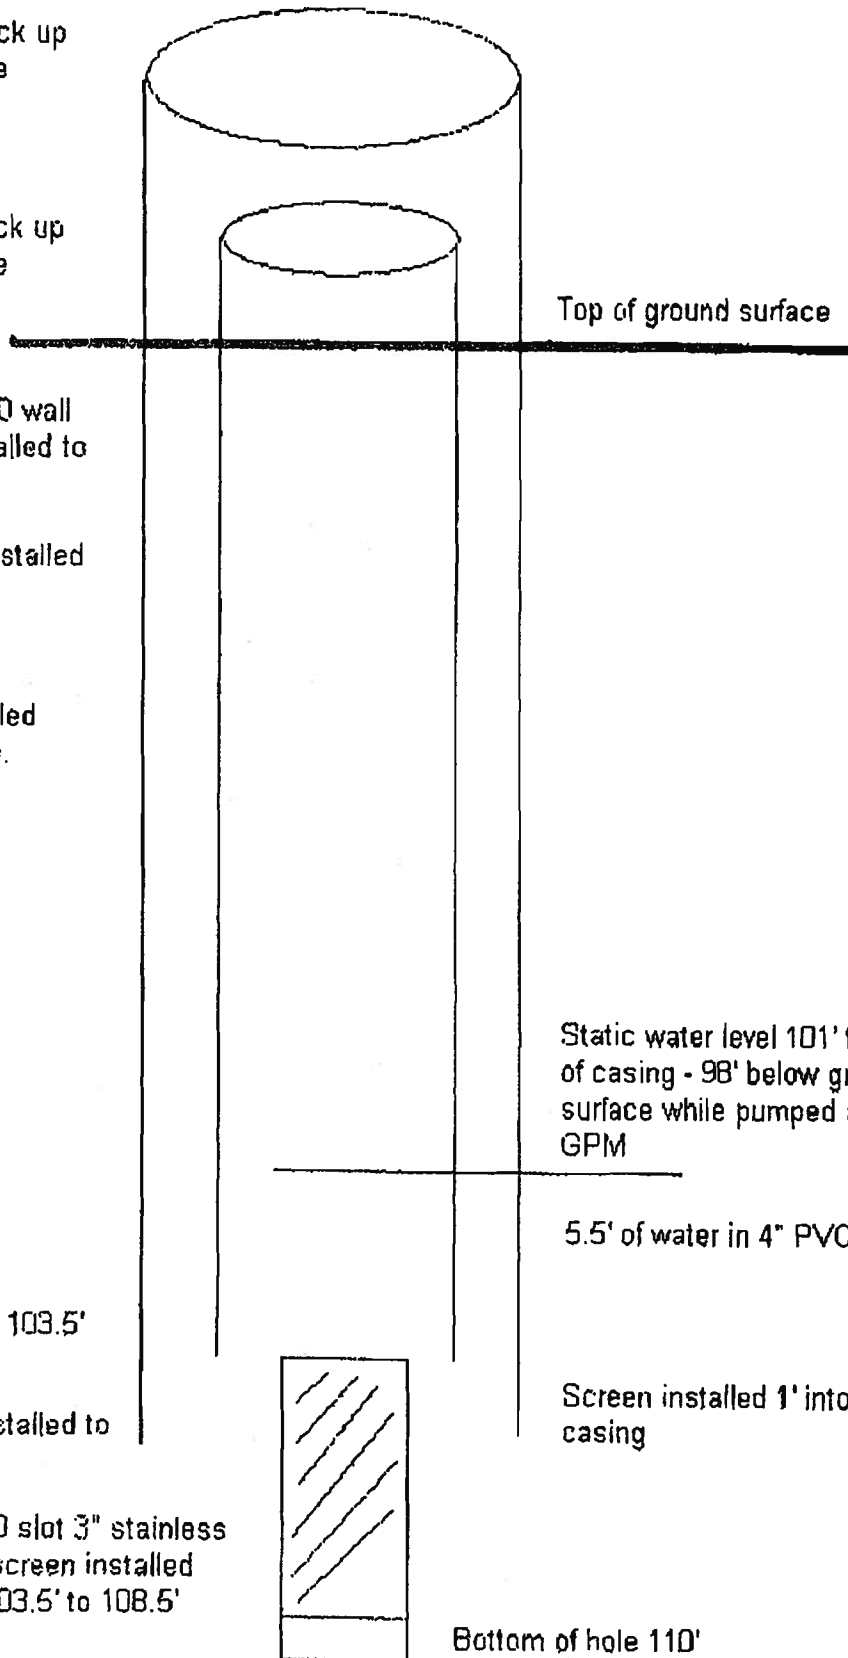 ck up
e
ck up
e
Top of ground surface
0 wall
alled to
stalled
led
.
Static water level 101'
of casing - 98' below gr
surface while pumped
GPM
5.5' of water in 4" PVC
103.5'
Screen installed 1' into
casing
stalled to
0 slot 3" stainless
screen installed
03.5' to 108.5'
Bottom of hole 110'